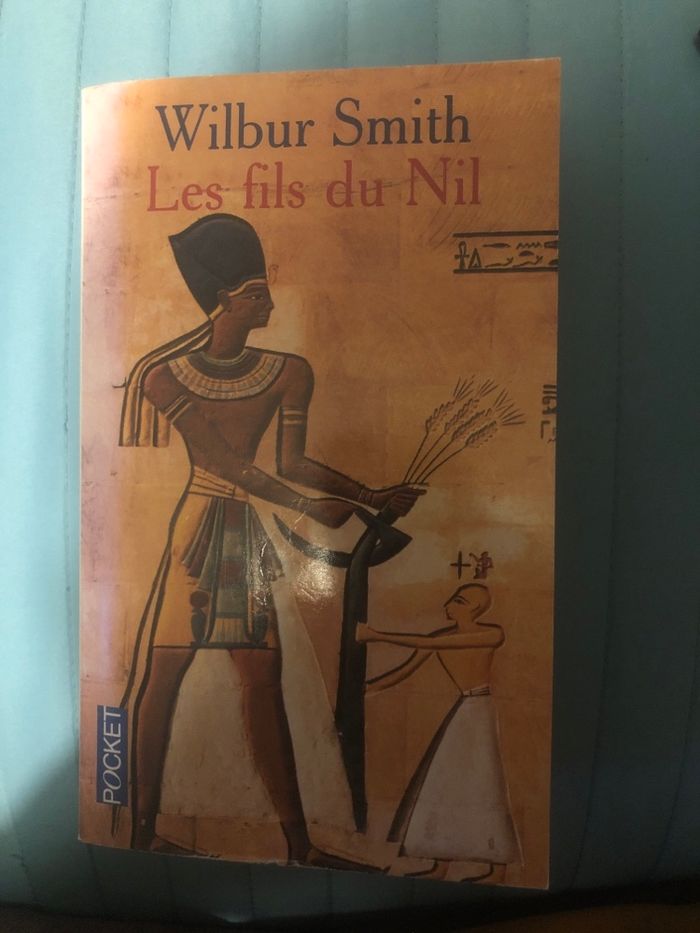 Wilbur Smith
Les fils du Nil
POCKET